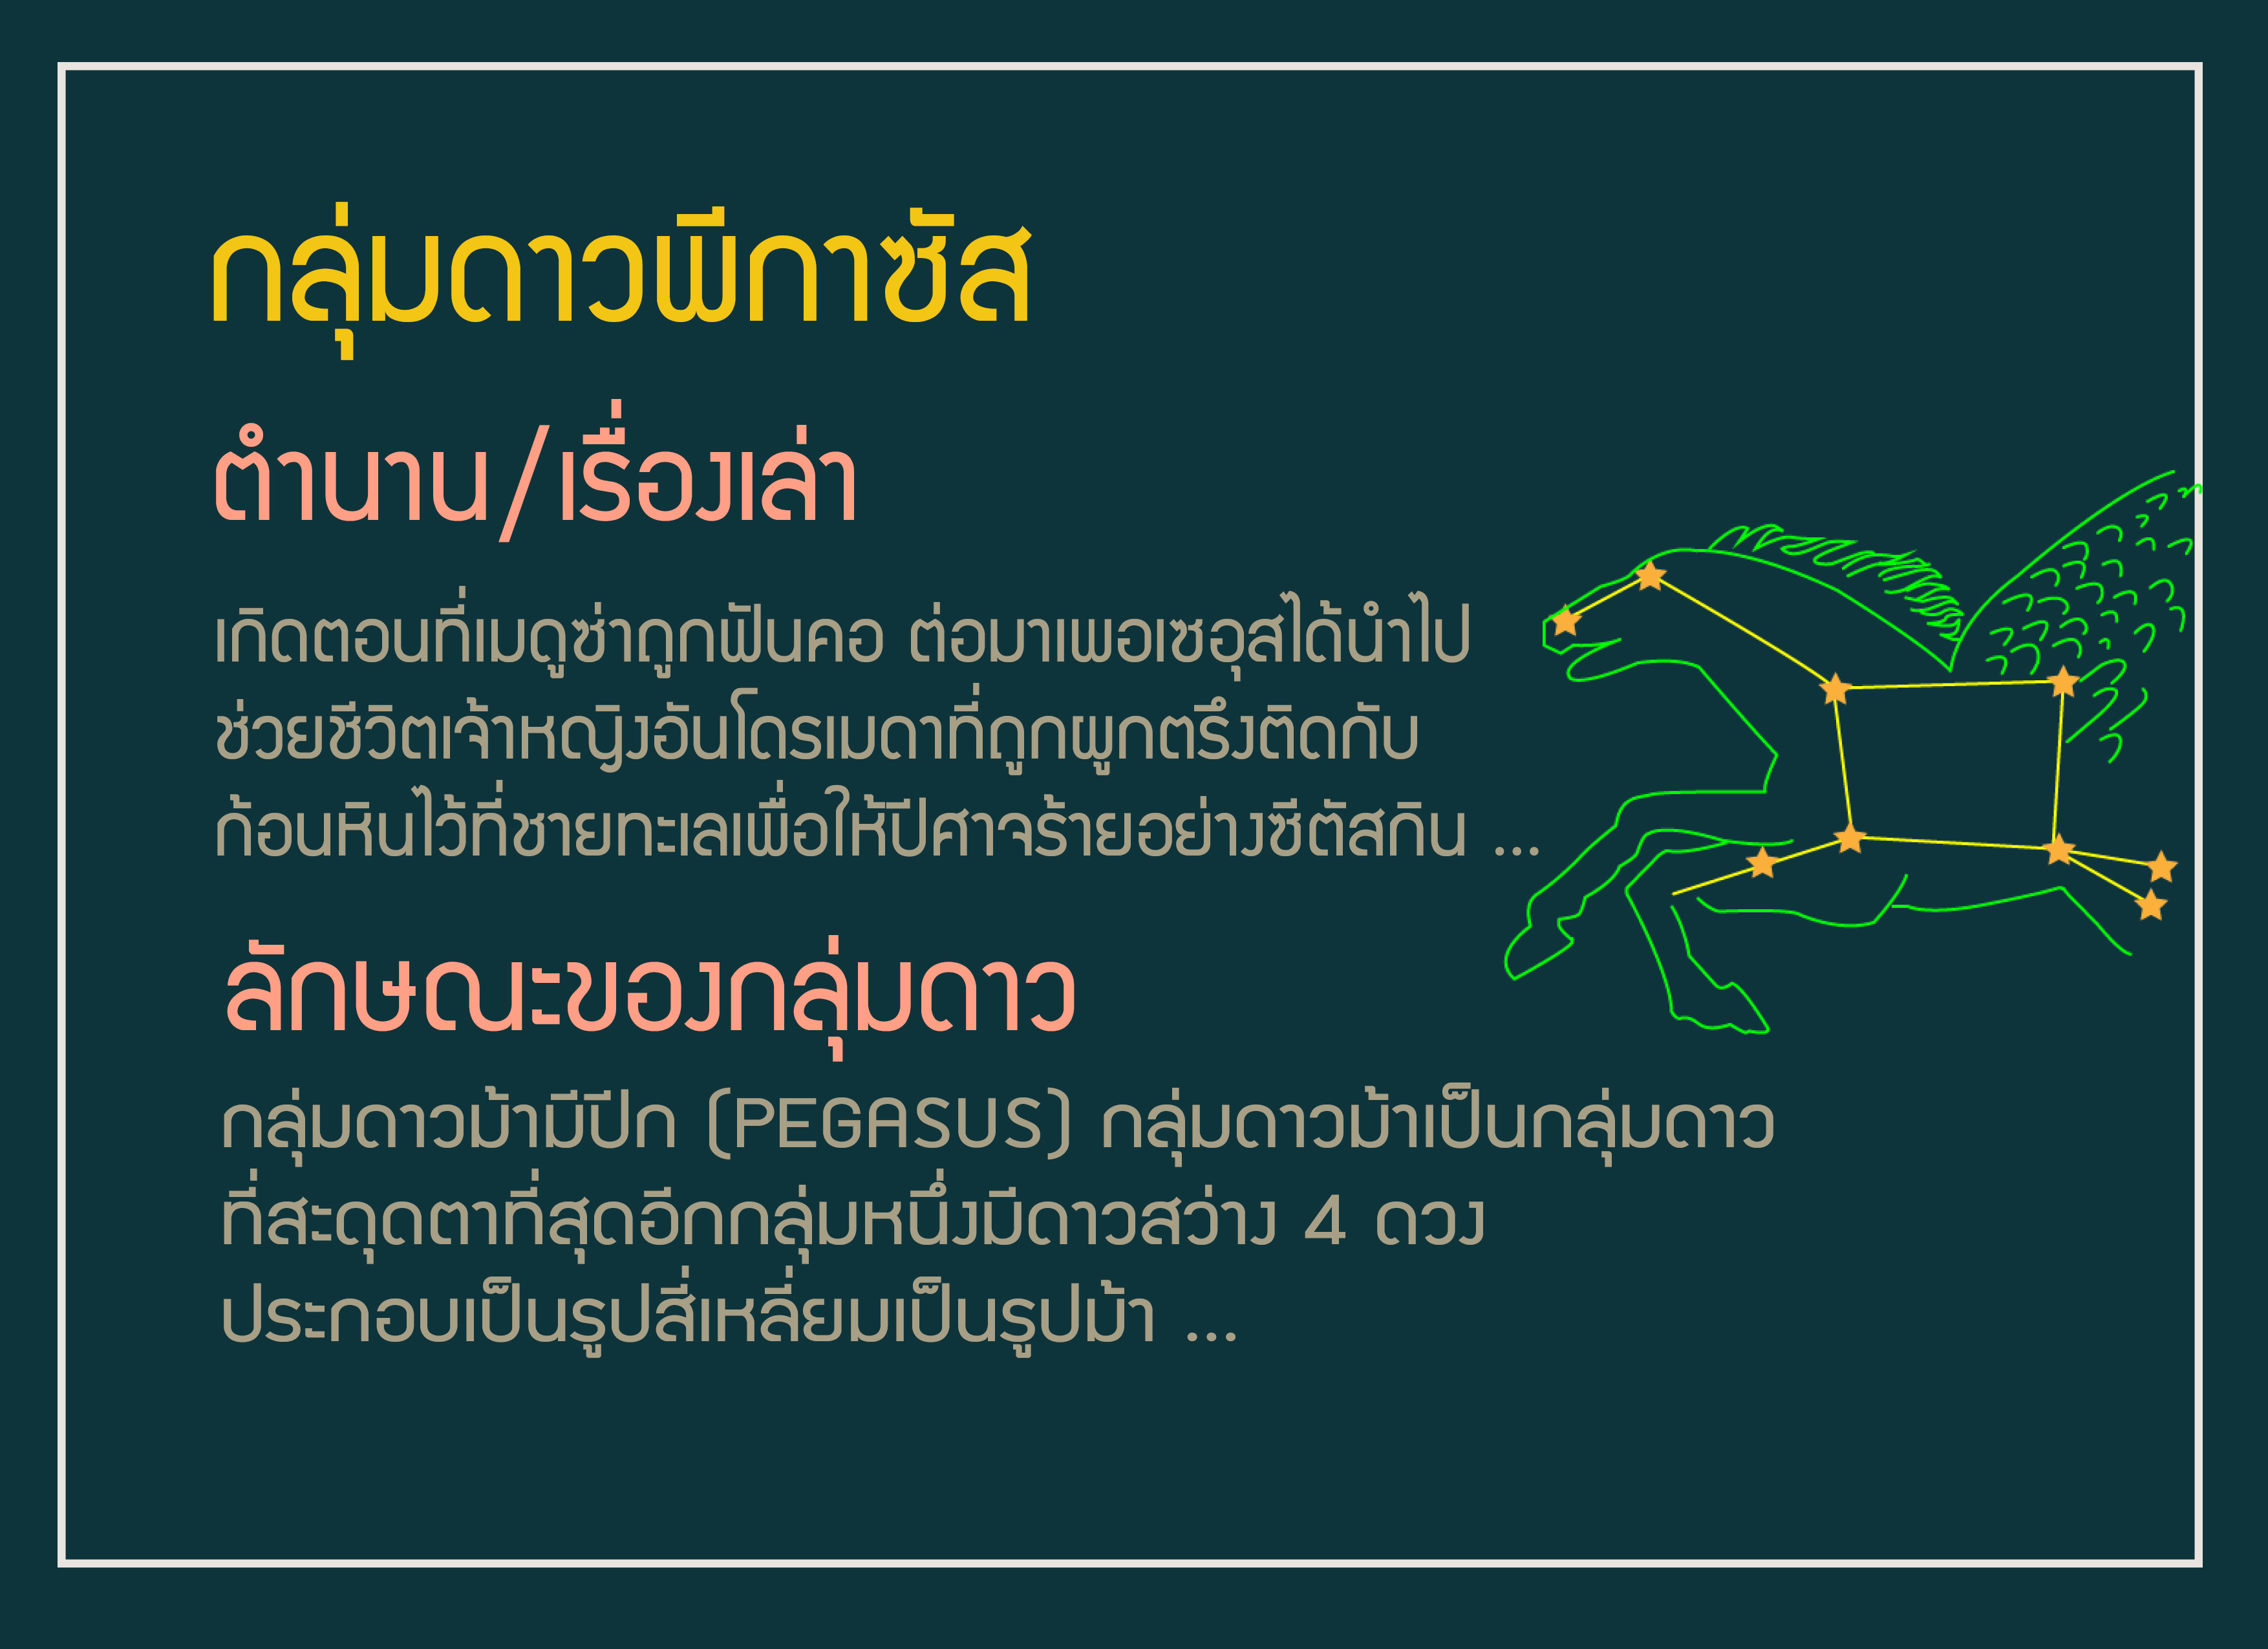 กลุ่มดาวพีกาซัส
ตำนาน/เรื่องเล่า
เกิดตอนที่เมดูซ่าถูกฟันคอ ต่อมาเพอเซอุสได้นำไป
ช่วยชีวิตเจ้าหญิงอันโดรเมดาที่ถูกผูกตรึงติดกับ
ก้อนหินไว้ที่ชายทะเลเพื่อให้ปีศาจร้ายอย่างซีตัสกิน ...
ลักษณะของกลุ่มดาว
กลุ่มดาวม้ามีปีก (PEGASUS) กลุ่มดาวม้าเป็นกลุ่มดาว
ที่สะดุดตาที่สุดอีกกลุ่มหนึ่งมีดาวสว่าง 4 ดวง
ประกอบเป็นรูปสี่เหลี่ยมเป็นรูปม้า ...